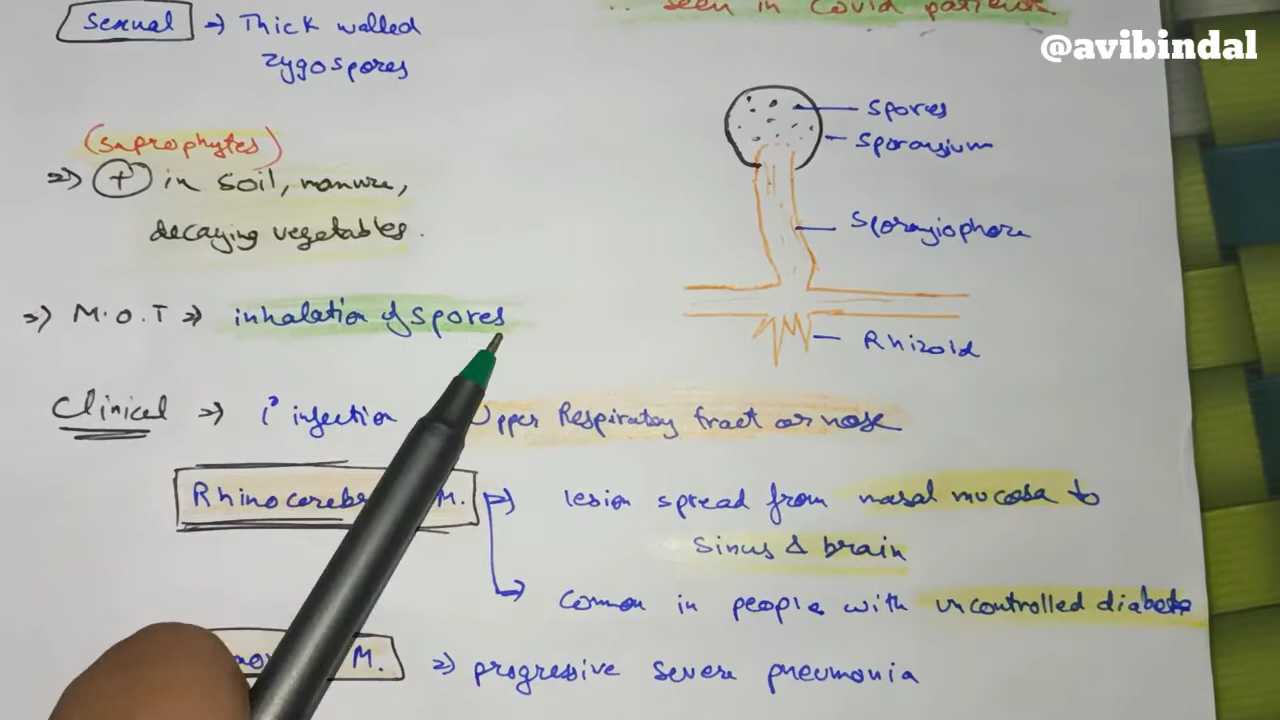 Sexual → Thick walled
zygospores
seen in Covid patients
@avibindal
(saprophytes)
⇒ + in soil, manure,
decaying vegetables.
⇒ M.O.T ⇒ inhalation of spores
spores
sporangium
Sporangiophore
Rhizoid
Clinical ⇒ 1° infection Upper Respiratory tract or nose
Rhinocereb M. ⇒ lesion spread from nasal mucosa to
sinus & brain
→ Common in people with uncontrolled diabetes
M. ⇒ progressive severe pneumonia